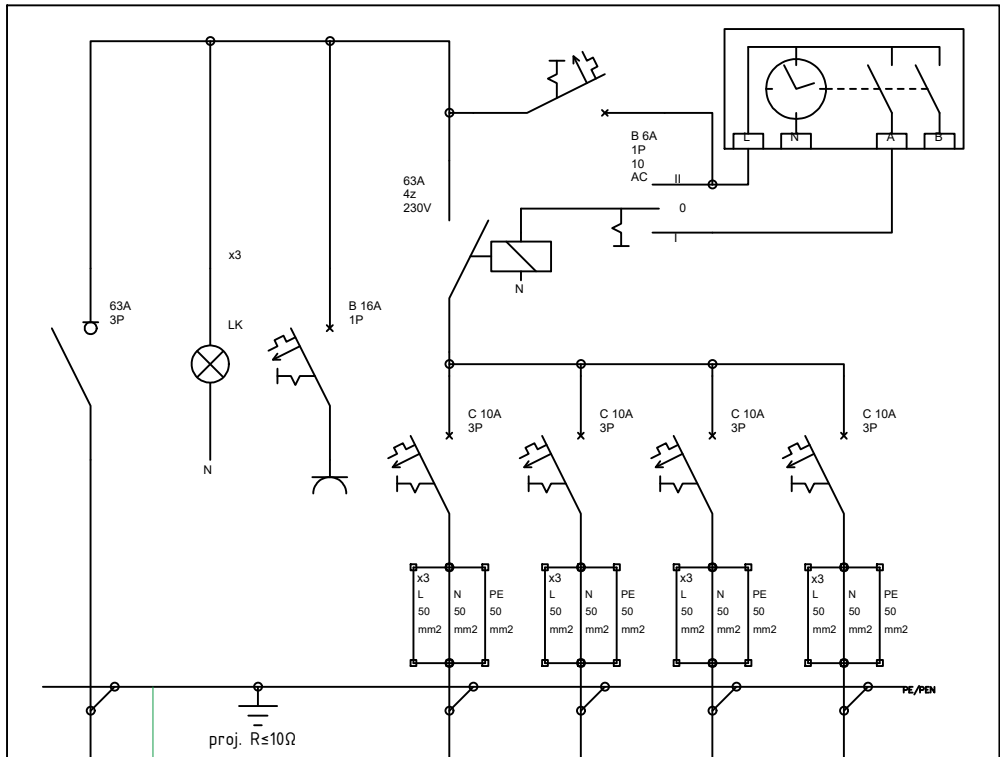 L
N
A
B
B 6A
1P
10
AC
II
0
I
63A
4z
230V
N
x3
LK
N
63A
3P
B 16A
1P
C 10A
3P
C 10A
3P
C 10A
3P
C 10A
3P
x3
L N PE
50 50 50
mm2 mm2 mm2
x3
L N PE
50 50 50
mm2 mm2 mm2
x3
L N PE
50 50 50
mm2 mm2 mm2
x3
L N PE
50 50 50
mm2 mm2 mm2
PE/PEN
proj. R≤10Ω